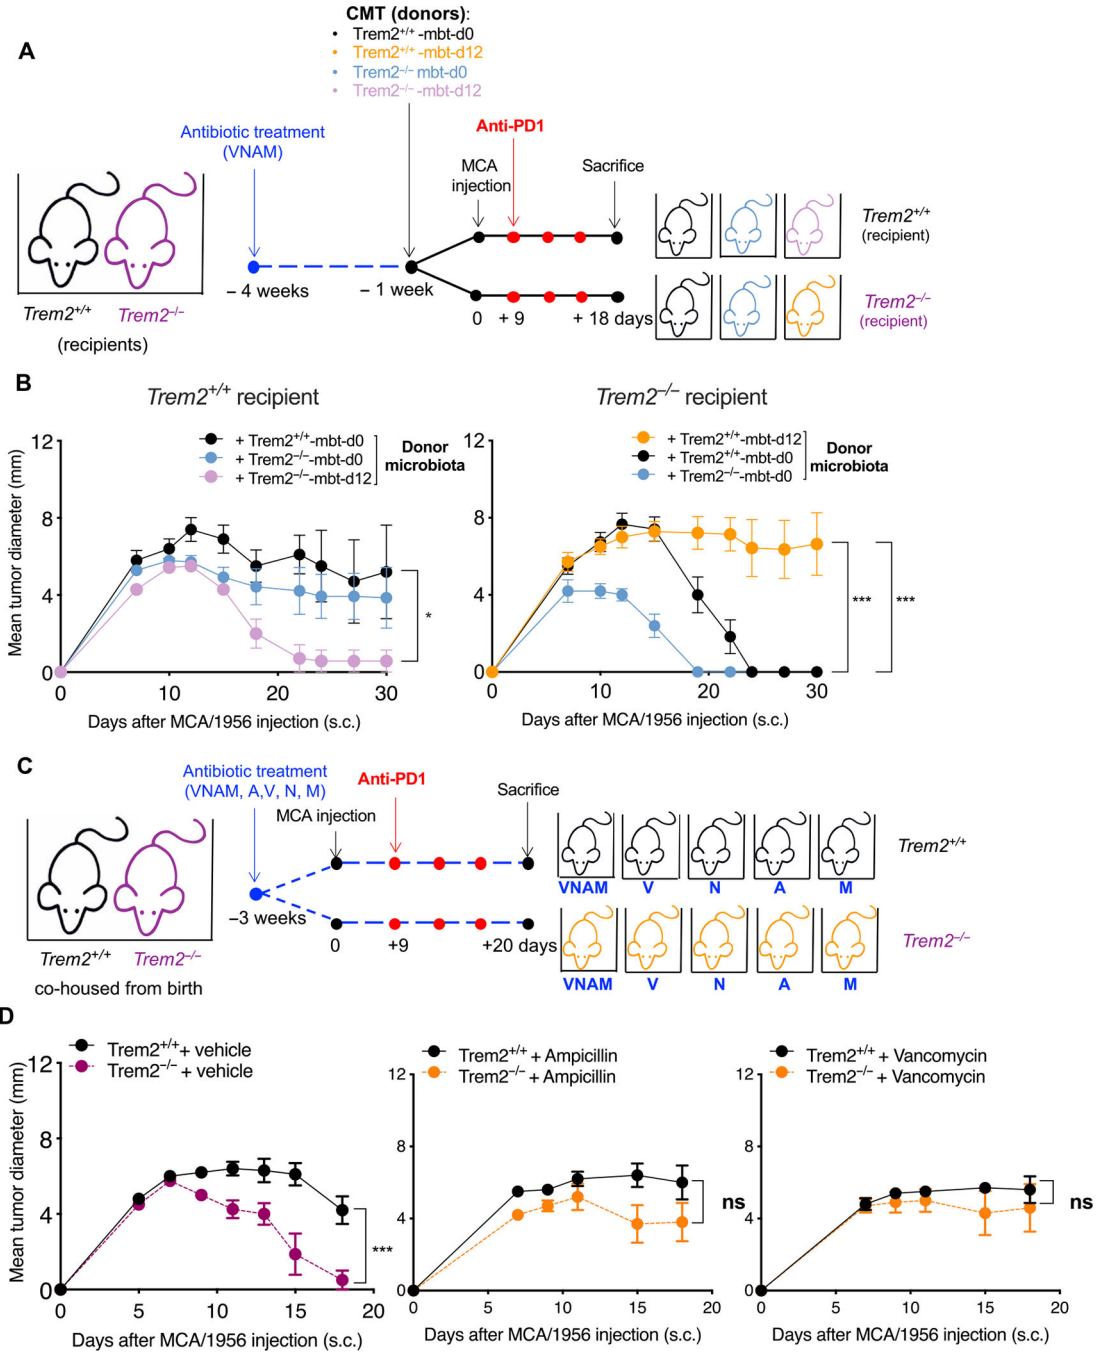 A
CMT (donors):
• Trem2+/+ -mbt-d0
• Trem2+/+ -mbt-d12
• Trem2−/− mbt-d0
• Trem2−/− -mbt-d12
Antibiotic treatment
(VNAM)
Anti-PD1
MCA
injection
Sacrifice
Trem2+/+
(recipient)
− 4 weeks
− 1 week
Trem2+/+ Trem2−/−
(recipients)
0 + 9 + 18 days
Trem2−/−
(recipient)
B
Trem2+/+ recipient
+ Trem2+/+-mbt-d0
+ Trem2−/−-mbt-d0
+ Trem2−/−-mbt-d12
Donor
microbiota
Mean tumor diameter (mm)
12
8
4
0
*
0 10 20 30
Days after MCA/1956 injection (s.c.)
Trem2−/− recipient
+ Trem2+/+-mbt-d12
+ Trem2+/+-mbt-d0
+ Trem2−/−-mbt-d0
Donor
microbiota
12
8
4
0
*** ***
0 10 20 30
Days after MCA/1956 injection (s.c.)
C
Antibiotic treatment
(VNAM, A,V, N, M)
Anti-PD1
MCA injection
Sacrifice
Trem2+/+
VNAM V N A M
−3 weeks
0 +9 +20 days
Trem2−/−
VNAM V N A M
Trem2+/+ Trem2−/−
co-housed from birth
D
Trem2+/+ + vehicle
Trem2−/− + vehicle
Mean tumor diameter (mm)
12
8
4
0
***
0 5 10 15 20
Days after MCA/1956 injection (s.c.)
Trem2+/+ + Ampicillin
Trem2−/− + Ampicillin
12
8
4
0
ns
0 5 10 15 20
Days after MCA/1956 injection (s.c.)
Trem2+/+ + Vancomycin
Trem2−/− + Vancomycin
12
8
4
0
ns
0 5 10 15 20
Days after MCA/1956 injection (s.c.)